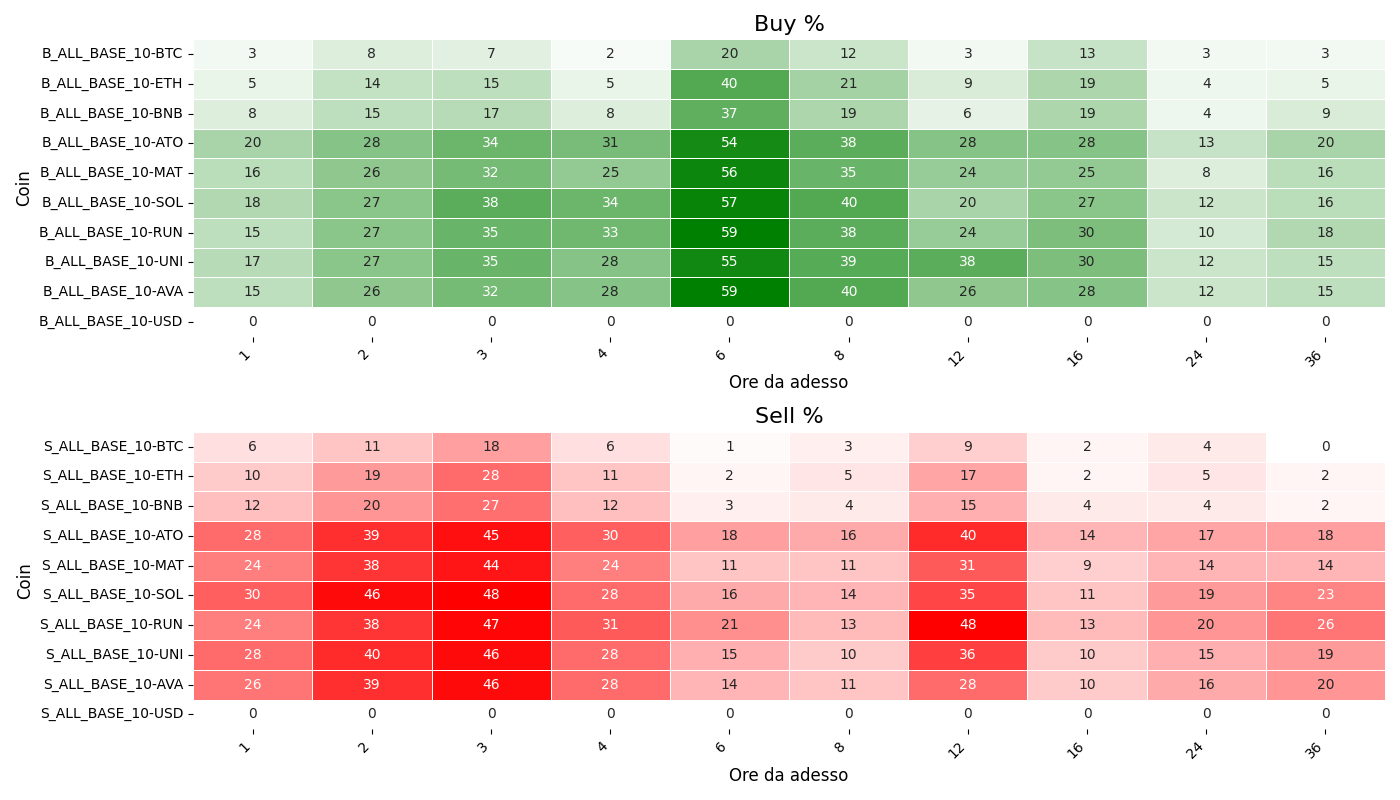 Buy %
B_ALL_BASE_10-BTC 3 8 7 2 20 12 3 13 3 3
B_ALL_BASE_10-ETH 5 14 15 5 40 21 9 19 4 5
B_ALL_BASE_10-BNB 8 15 17 8 37 19 6 19 4 9
B_ALL_BASE_10-ATO 20 28 34 31 54 38 28 28 13 20
B_ALL_BASE_10-MAT 16 26 32 25 56 35 24 25 8 16
Coin
B_ALL_BASE_10-SOL 18 27 38 34 57 40 20 27 12 16
B_ALL_BASE_10-RUN 15 27 35 33 59 38 24 30 10 18
B_ALL_BASE_10-UNI 17 27 35 28 55 39 38 30 12 15
B_ALL_BASE_10-AVA 15 26 32 28 59 40 26 28 12 15
B_ALL_BASE_10-USD 0 0 0 0 0 0 0 0 0 0
1 2 3 4 6 8 12 16 24 36
Ore da adesso
Sell %
S_ALL_BASE_10-BTC 6 11 18 6 1 3 9 2 4 0
S_ALL_BASE_10-ETH 10 19 28 11 2 5 17 2 5 2
S_ALL_BASE_10-BNB 12 20 27 12 3 4 15 4 4 2
S_ALL_BASE_10-ATO 28 39 45 30 18 16 40 14 17 18
S_ALL_BASE_10-MAT 24 38 44 24 11 11 31 9 14 14
Coin
S_ALL_BASE_10-SOL 30 46 48 28 16 14 35 11 19 23
S_ALL_BASE_10-RUN 24 38 47 31 21 13 48 13 20 26
S_ALL_BASE_10-UNI 28 40 46 28 15 10 36 10 15 19
S_ALL_BASE_10-AVA 26 39 46 28 14 11 28 10 16 20
S_ALL_BASE_10-USD 0 0 0 0 0 0 0 0 0 0
1 2 3 4 6 8 12 16 24 36
Ore da adesso